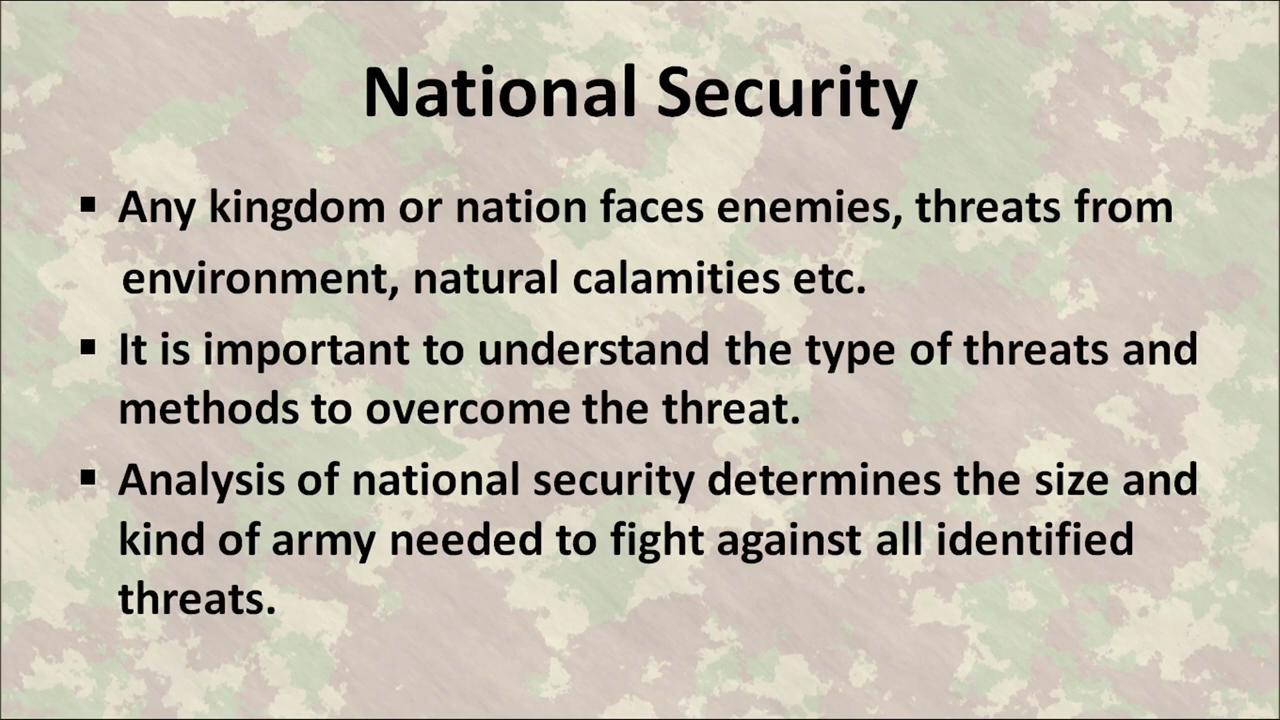 National Security
▪ Any kingdom or nation faces enemies, threats from
environment, natural calamities etc.
▪ It is important to understand the type of threats and
methods to overcome the threat.
▪ Analysis of national security determines the size and
kind of army needed to fight against all identified
threats.